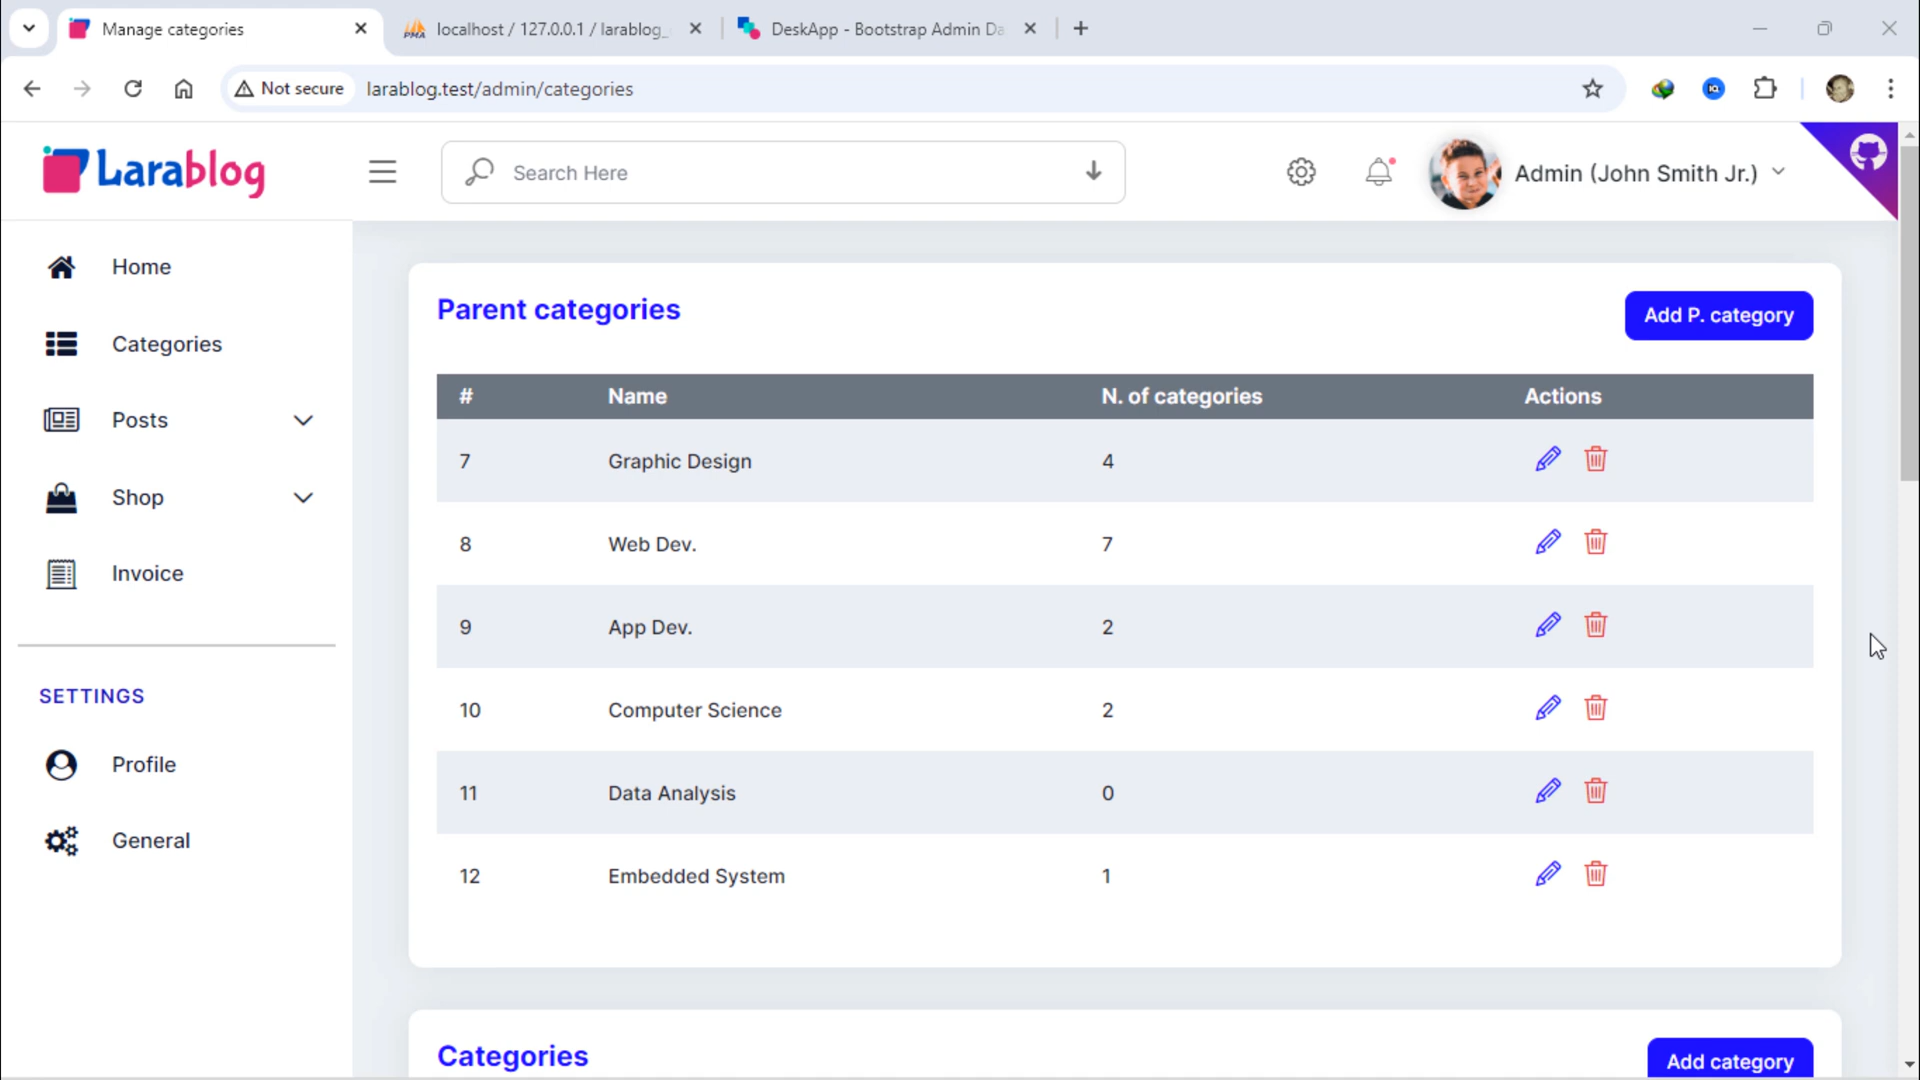 Manage categories
localhost / 127.0.0.1 / larablog_
DeskApp - Bootstrap Admin Da
Not secure
larablog.test/admin/categories
Larablog
Search Here
Admin (John Smith Jr.)
Home
Categories
Posts
Shop
Invoice
SETTINGS
Profile
General
Parent categories
Add P. category
# Name N. of categories Actions
7 Graphic Design 4
8 Web Dev. 7
9 App Dev. 2
10 Computer Science 2
11 Data Analysis 0
12 Embedded System 1
Categories
Add category